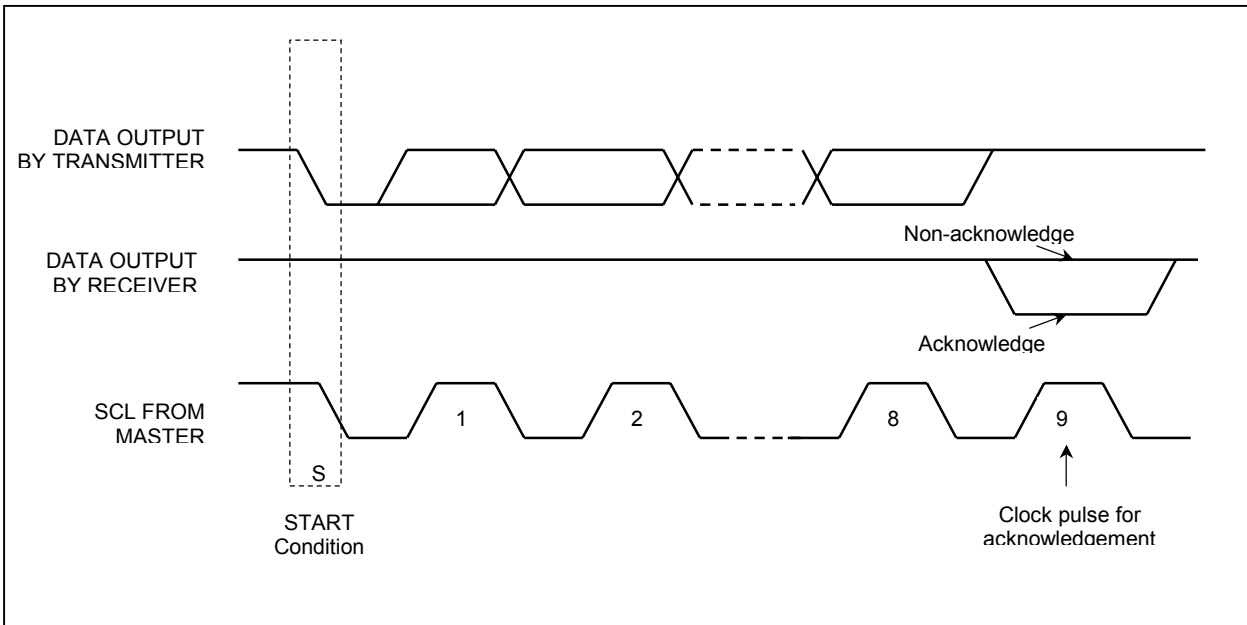 DATA OUTPUT
BY TRANSMITTER
Non-acknowledge
DATA OUTPUT
BY RECEIVER
Acknowledge
SCL FROM
MASTER
1
2
8
9
S
START
Condition
Clock pulse for
acknowledgement